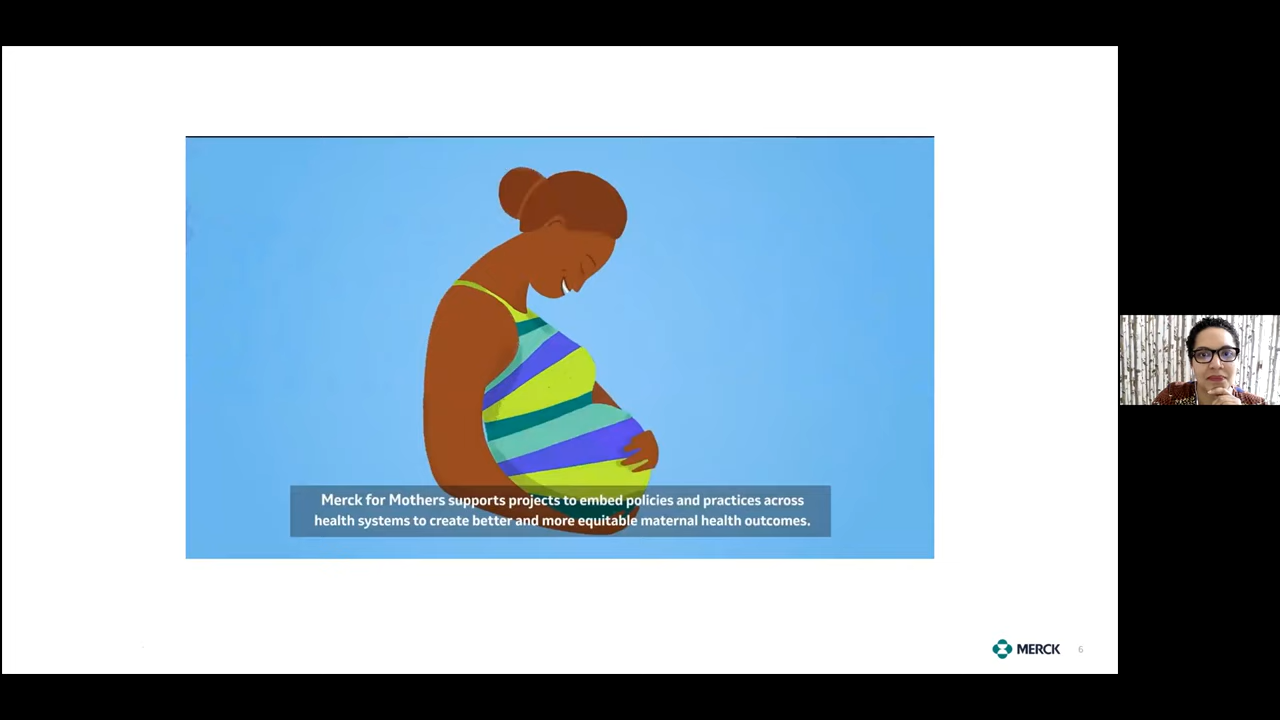 Merck for Mothers supports projects to embed policies and practices across
health systems to create better and more equitable maternal health outcomes.
MERCK
6